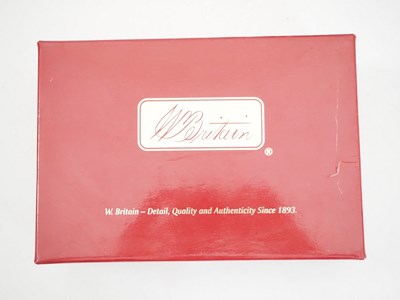 W. Britain
®
W. Britain – Detail, Quality and Authenticity Since 1893.